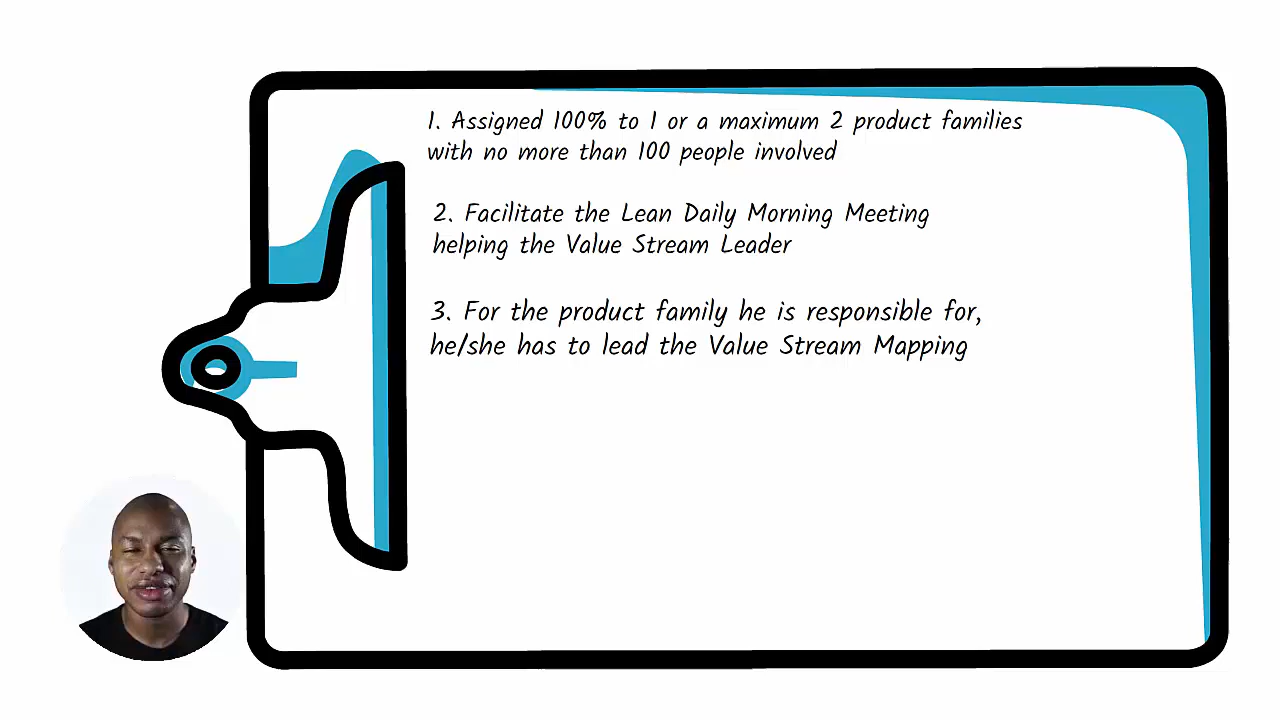 1. Assigned 100% to 1 or a maximum 2 product families
with no more than 100 people involved
2. Facilitate the Lean Daily Morning Meeting
helping the Value Stream Leader
3. For the product family he is responsible for,
he/she has to lead the Value Stream Mapping